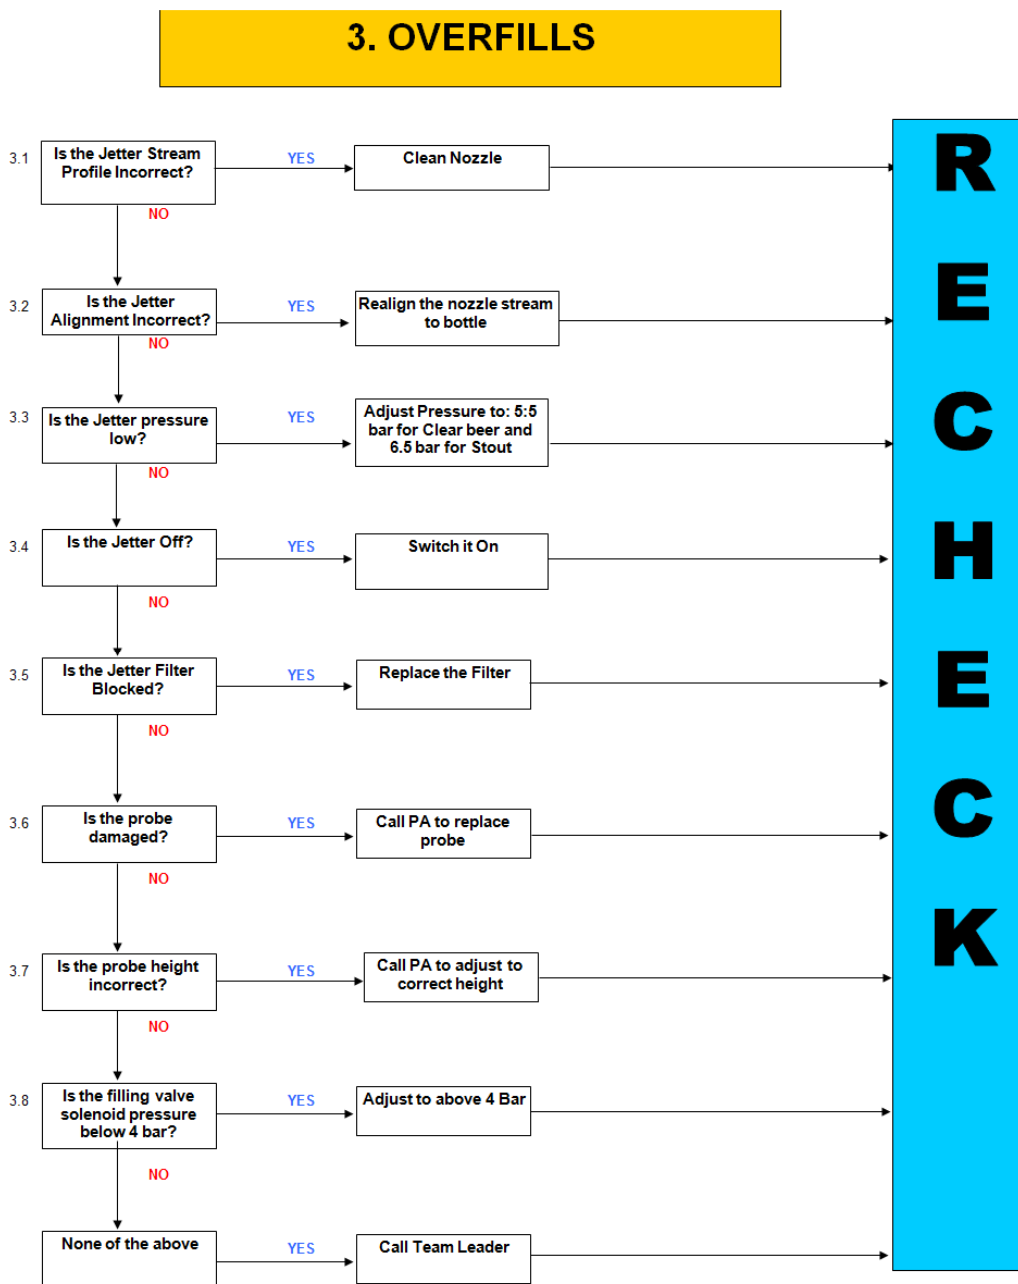 3. OVERFILLS
3.1
Is the Jetter Stream
Profile Incorrect?
YES
Clean Nozzle
NO
3.2
Is the Jetter
Alignment Incorrect?
YES
Realign the nozzle stream
to bottle
NO
3.3
Is the Jetter pressure
low?
YES
Adjust Pressure to: 5:5
bar for Clear beer and
6.5 bar for Stout
NO
3.4
Is the Jetter Off?
YES
Switch it On
NO
3.5
Is the Jetter Filter
Blocked?
YES
Replace the Filter
NO
3.6
Is the probe
damaged?
YES
Call PA to replace
probe
NO
3.7
Is the probe height
incorrect?
YES
Call PA to adjust to
correct height
NO
3.8
Is the filling valve
solenoid pressure
below 4 bar?
YES
Adjust to above 4 Bar
NO
None of the above
YES
Call Team Leader
R
E
C
H
E
C
K